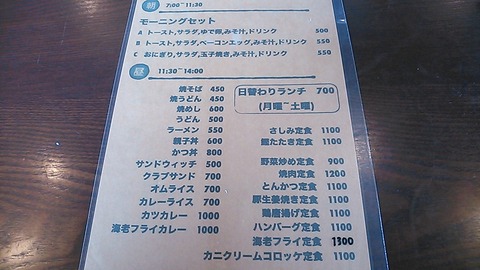 朝 7:00~11:30
モーニングセット
A トースト,サラダ,ゆで卵,みそ汁,ドリンク 500
B トースト,サラダ,ベーコンエッグ,みそ汁,ドリンク 550
C おにぎり,サラダ,玉子焼き,みそ汁,ドリンク 550
昼 11:30~14:00
焼そば 450
焼うどん 450
焼めし 600
うどん 500
ラーメン 550
親子丼 600
かつ丼 800
サンドウィッチ 500
クラブサンド 700
オムライス 700
カレーライス 700
カツカレー 1000
海老フライカレー 1000
日替わりランチ 700
(月曜~土曜)
さしみ定食 1100
鰹たたき定食 1100
野菜炒め定食 900
焼肉定食 1200
とんかつ定食 1100
豚生姜焼き定食 1100
鶏唐揚げ定食 1100
ハンバーグ定食 1100
海老フライ定食 1300
カニクリームコロッケ定食 1100